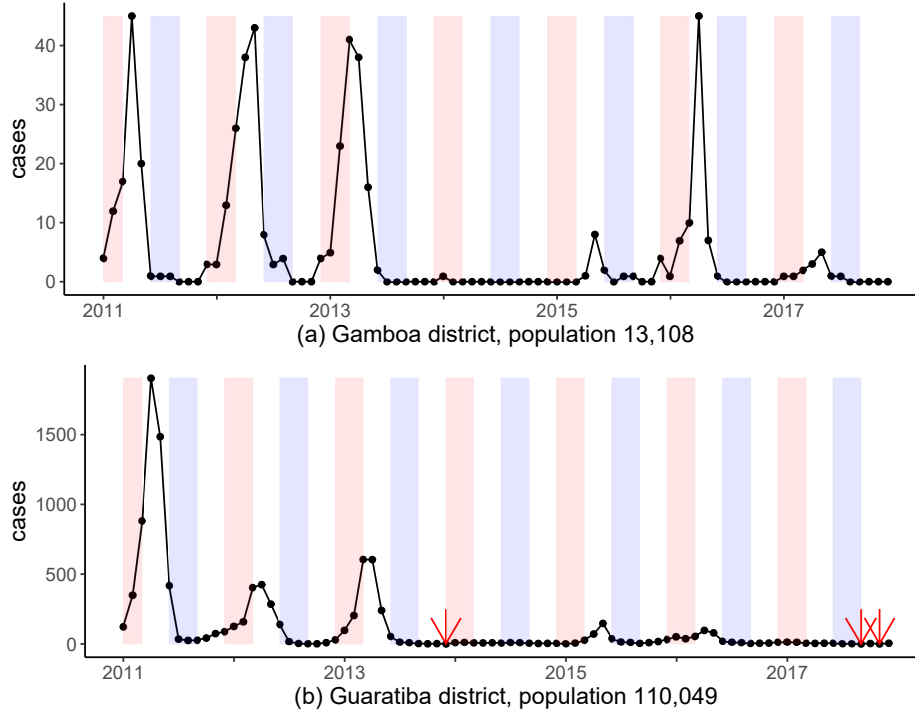 cases
40
30
20
10
0
2011 2013 2015 2017
(a) Gamboa district, population 13,108
cases
1500
1000
500
0
2011 2013 2015 2017
(b) Guaratiba district, population 110,049